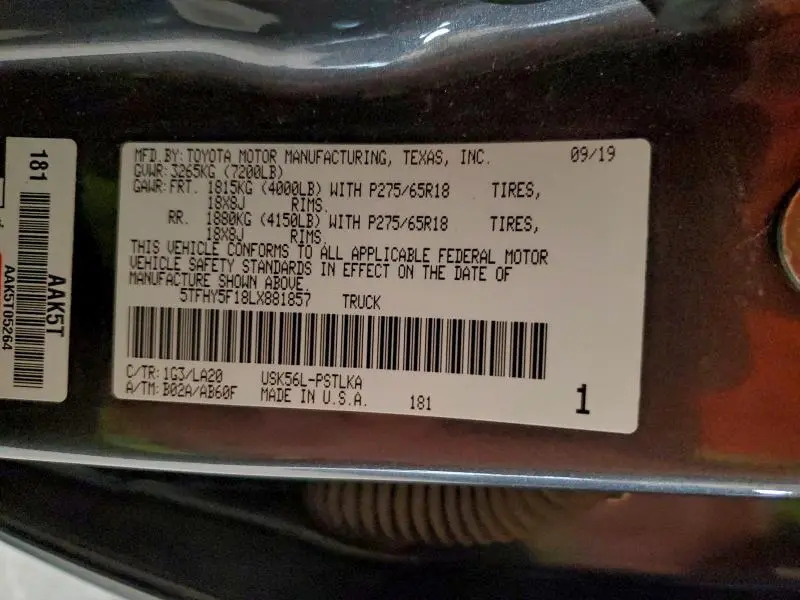 MFD.BY: TOYOTA MOTOR MANUFACTURING, TEXAS, INC. 09/19
GVWR: 3265KG (7200LB)
GAWR: FRT. 1815KG (4000LB) WITH P275/65R18 TIRES,
18X8J RIMS.
RR. 1880KG (4150LB) WITH P275/65R18 TIRES,
18X8J RIMS.
THIS VEHICLE CONFORMS TO ALL APPLICABLE FEDERAL MOTOR
VEHICLE SAFETY STANDARDS IN EFFECT ON THE DATE OF
MANUFACTURE SHOWN ABOVE.
5TFHY5F18LX881857 TRUCK
C/TR: 1G3/LA20 USK56L-PSTLKA
A/TM: B02A/AB60F MADE IN U.S.A. 181 1
181
AAK5T
AAK5T05264